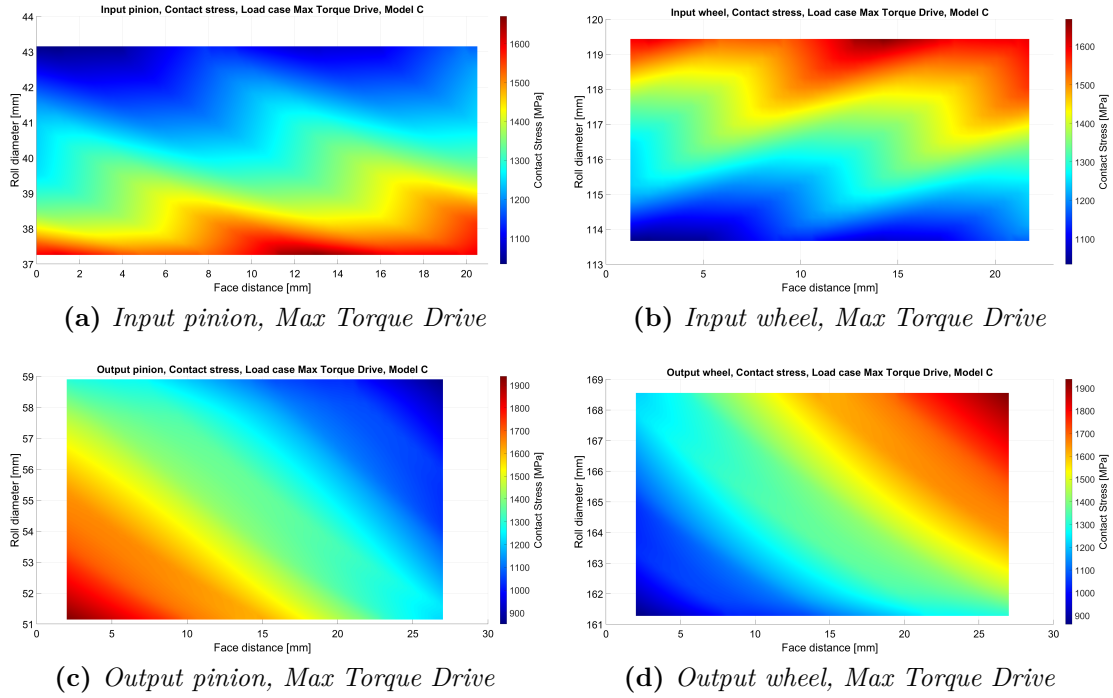 Input pinion, Contact stress, Load case Max Torque Drive, Model C
44
43
42
41
40
39
38
37
Roll diameter [mm]
0 2 4 6 8 10 12 14 16 18 20
Face distance [mm]
1600
1500
1400
1300
1200
1100
Contact Stress [MPa]
(a) Input pinion, Max Torque Drive
Input wheel, Contact stress, Load case Max Torque Drive, Model C
120
119
118
117
116
115
114
113
Roll diameter [mm]
5 10 15 20
Face distance [mm]
1600
1500
1400
1300
1200
1100
Contact Stress [MPa]
(b) Input wheel, Max Torque Drive
Output pinion, Contact stress, Load case Max Torque Drive, Model C
59
58
57
56
55
54
53
52
51
Roll diameter [mm]
0 5 10 15 20 25 30
Face distance [mm]
1900
1800
1700
1600
1500
1400
1300
1200
1100
1000
900
Contact Stress [MPa]
(c) Output pinion, Max Torque Drive
Output wheel, Contact stress, Load case Max Torque Drive, Model C
169
168
167
166
165
164
163
162
161
Roll diameter [mm]
0 5 10 15 20 25 30
Face distance [mm]
1900
1800
1700
1600
1500
1400
1300
1200
1100
1000
900
Contact Stress [MPa]
(d) Output wheel, Max Torque Drive